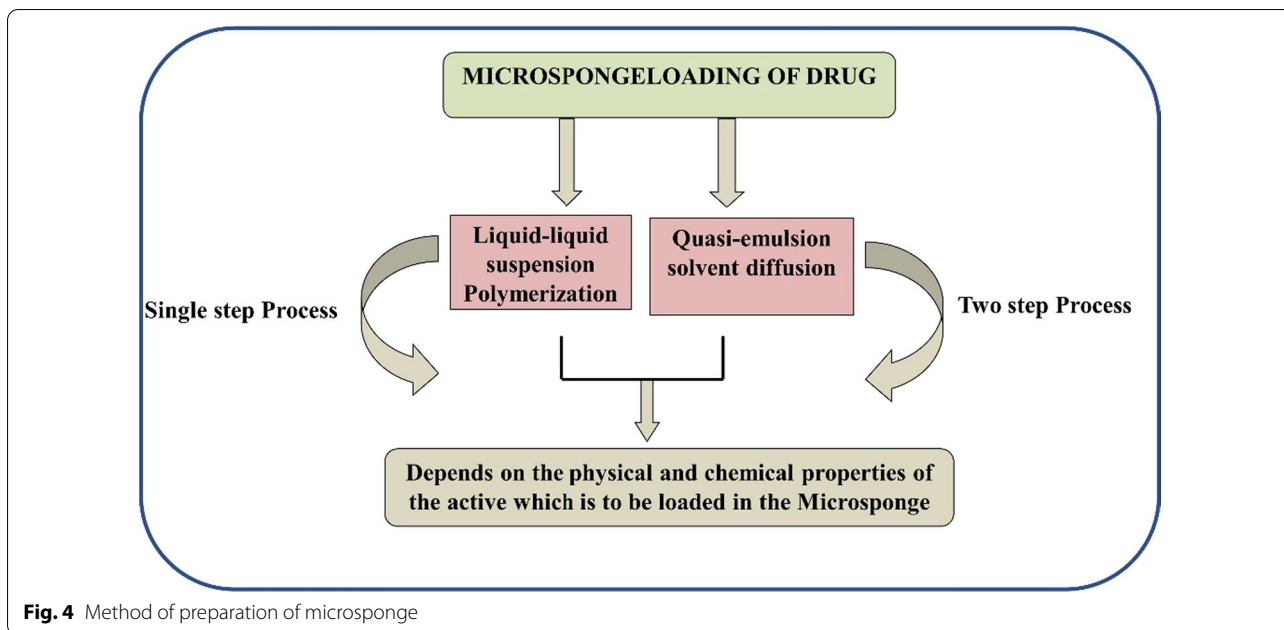 MICROSPONGELOADING OF DRUG
Liquid-liquid
suspension
Polymerization
Quasi-emulsion
solvent diffusion
Single step Process
Two step Process
Depends on the physical and chemical properties of
the active which is to be loaded in the Microsponge
Fig. 4 Method of preparation of microsponge